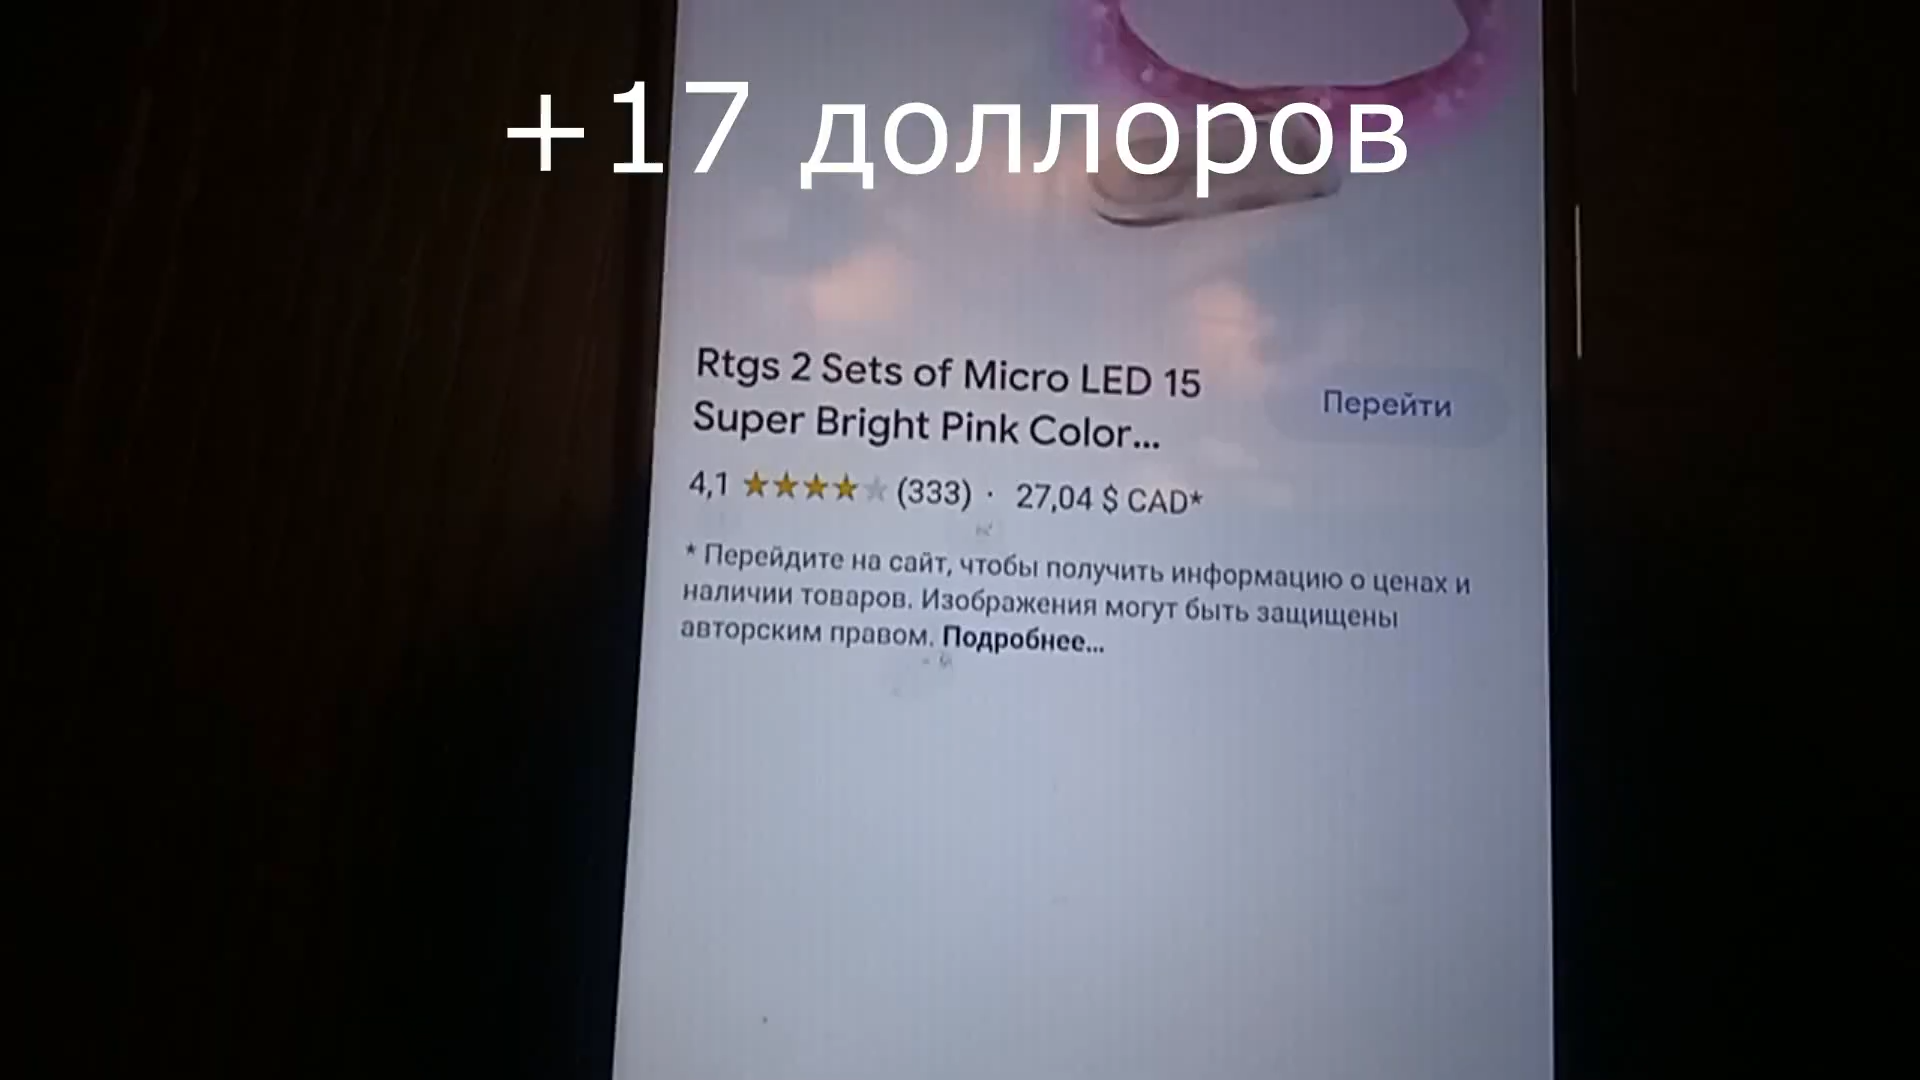 +17 доллоров
Rtgs 2 Sets of Micro LED 15
Super Bright Pink Color...
Перейти
4,1 ★★★★★ (333) · 27,04 $ CAD*
* Перейдите на сайт, чтобы получить информацию о ценах и
наличии товаров. Изображения могут быть защищены
авторским правом. Подробнее...